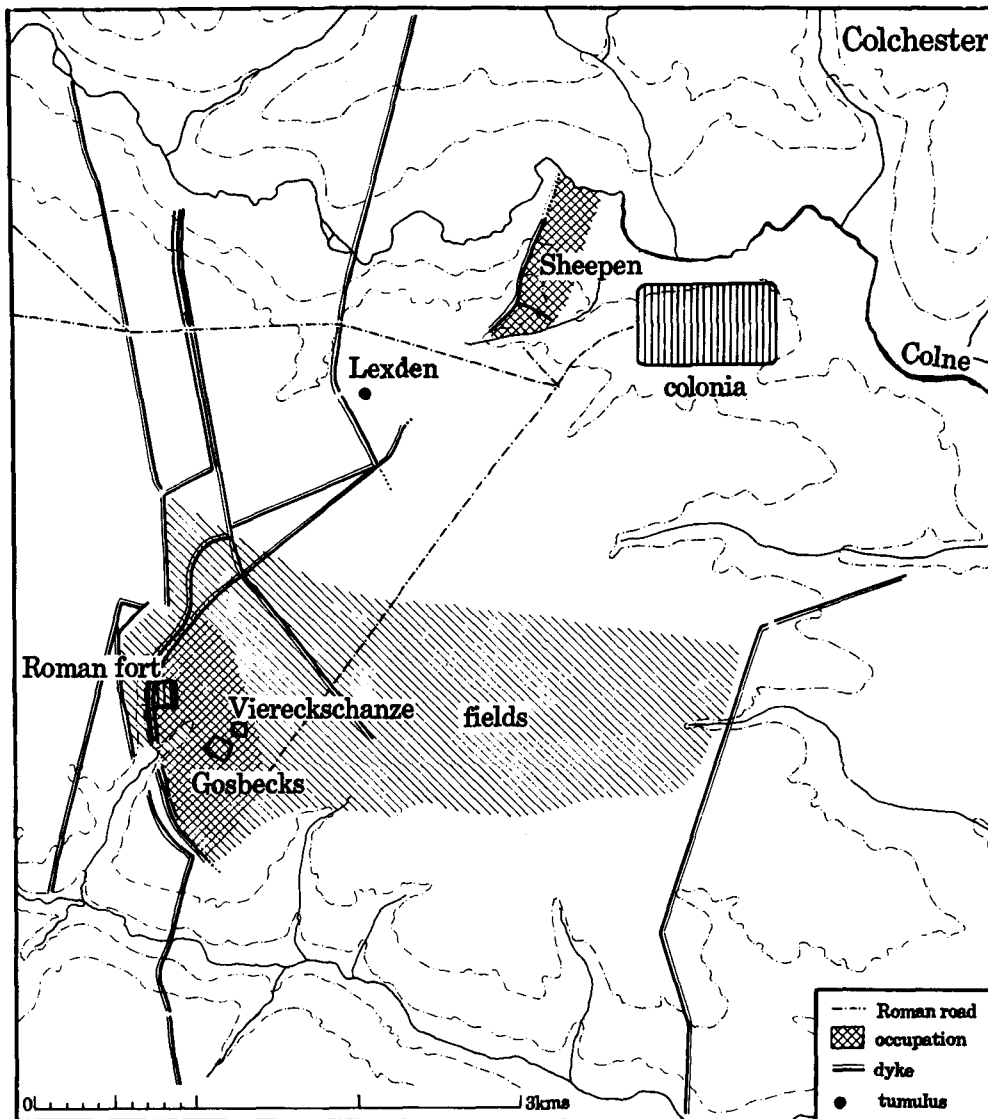 Colchester
Sheepen
Colne
Lexden
colonia
Roman fort
Viereckschanze
fields
Gosbecks
Roman road
occupation
dyke
tumulus
0 3kms